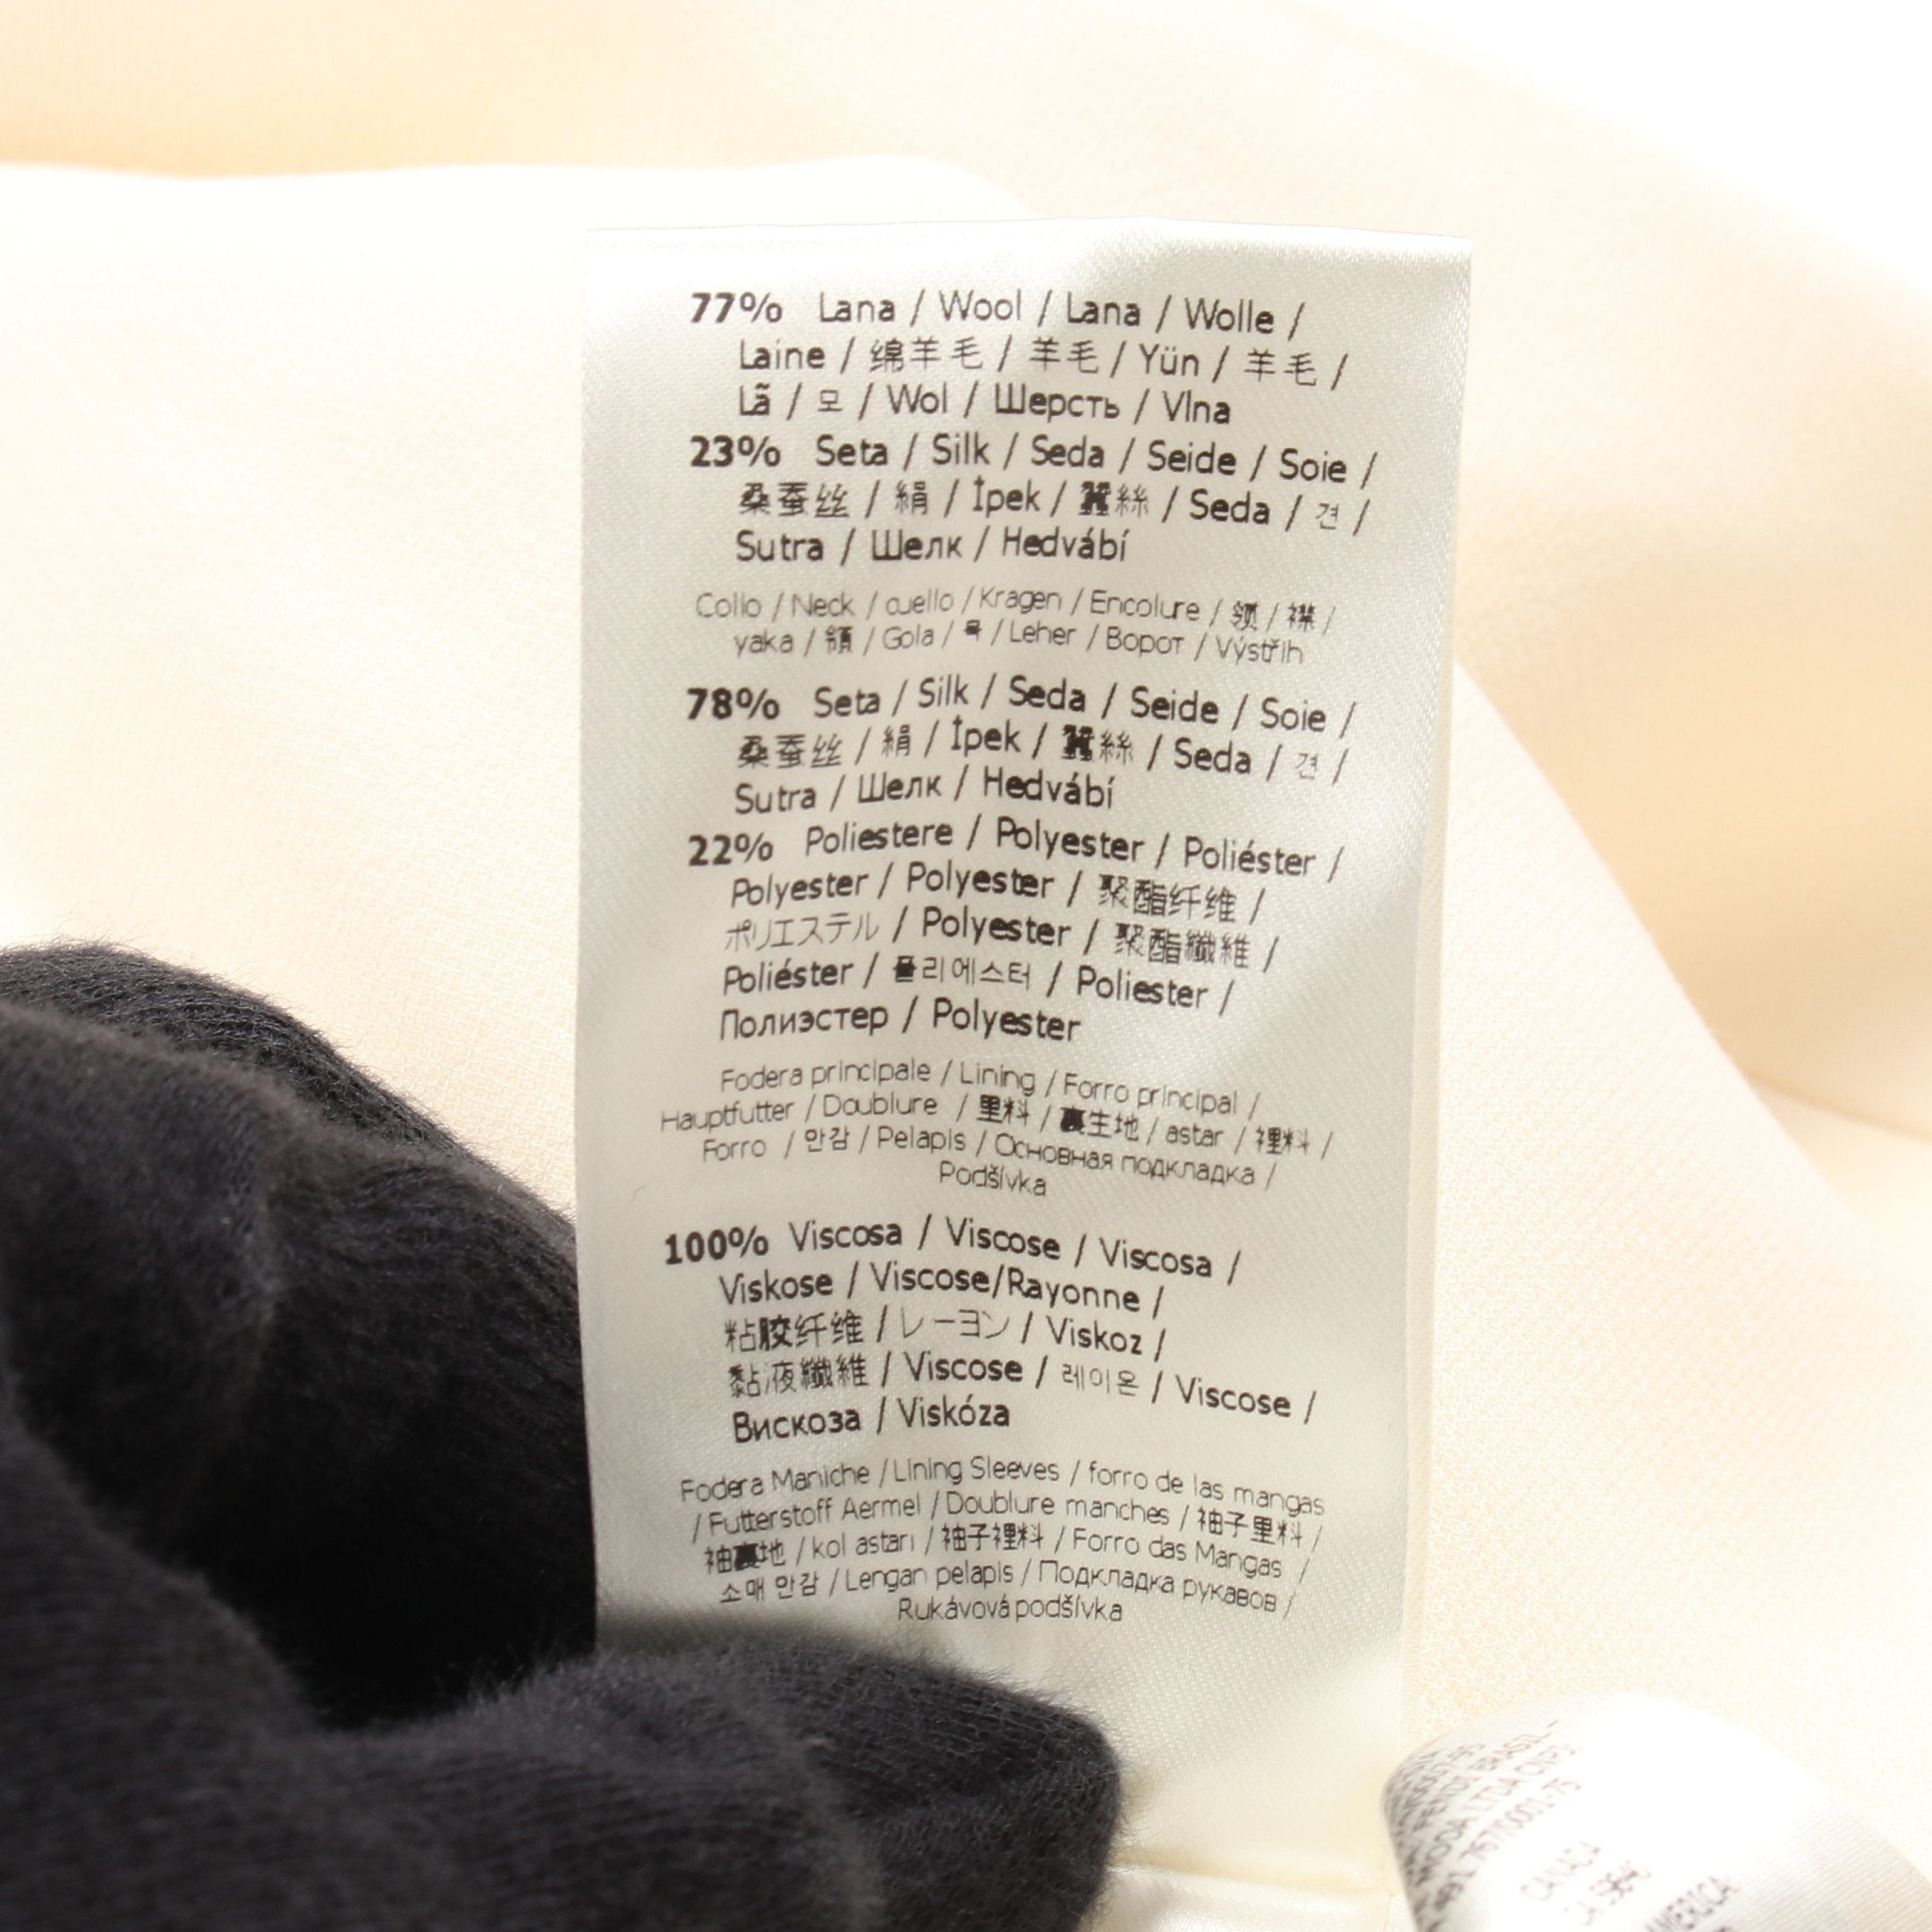 77% Lana / Wool / Lana / Wolle /
Laine / 绵羊毛 / 羊毛 / Yün / 羊毛 /
Lã / 모 / Wol / Шерсть / Vlna
23% Seta / Silk / Seda / Seide / Soie /
桑蚕丝 / 絹 / İpek / 蠶絲 / Seda / 견 /
Sutra / Шелк / Hedvábí
Collo / Neck / cuello / Kragen / Encolure / 领 / 襟 /
yaka / 領 / Gola / 목 / Leher / Ворот / Výstřih
78% Seta / Silk / Seda / Seide / Soie /
桑蚕丝 / 絹 / İpek / 蠶絲 / Seda / 견 /
Sutra / Шелк / Hedvábí
22% Poliestere / Polyester / Poliéster /
Polyester / Polyester / 聚酯纤维 /
ポリエステル / Polyester / 聚酯纖維 /
Poliéster / 폴리에스터 / Poliester /
Полиэстер / Polyester
Fodera principale / Lining / Forro principal /
Hauptfutter / Doublure / 里料 / 裏生地 / astar / 裡料 /
Forro / 안감 / Pelapis / Основная подкладка /
Podšívka
100% Viscosa / Viscose / Viscosa /
Viskose / Viscose/Rayonne /
粘胶纤维 / レーヨン / Viskoz /
黏液纖維 / Viscose / 레이온 / Viscose /
Вискоза / Viskóza
Fodera Maniche / Lining Sleeves / forro de las mangas
/ Futterstoff Aermel / Doublure manches / 袖子里料 /
袖裏地 / kol astarı / 袖子裡料 / Forro das Mangas /
소매 안감 / Lengan pelapis / Подкладка рукавов /
Rukávová podšívka
BRASIL
MODA LTDA CNPJ
CANADA
CA
AMERICA